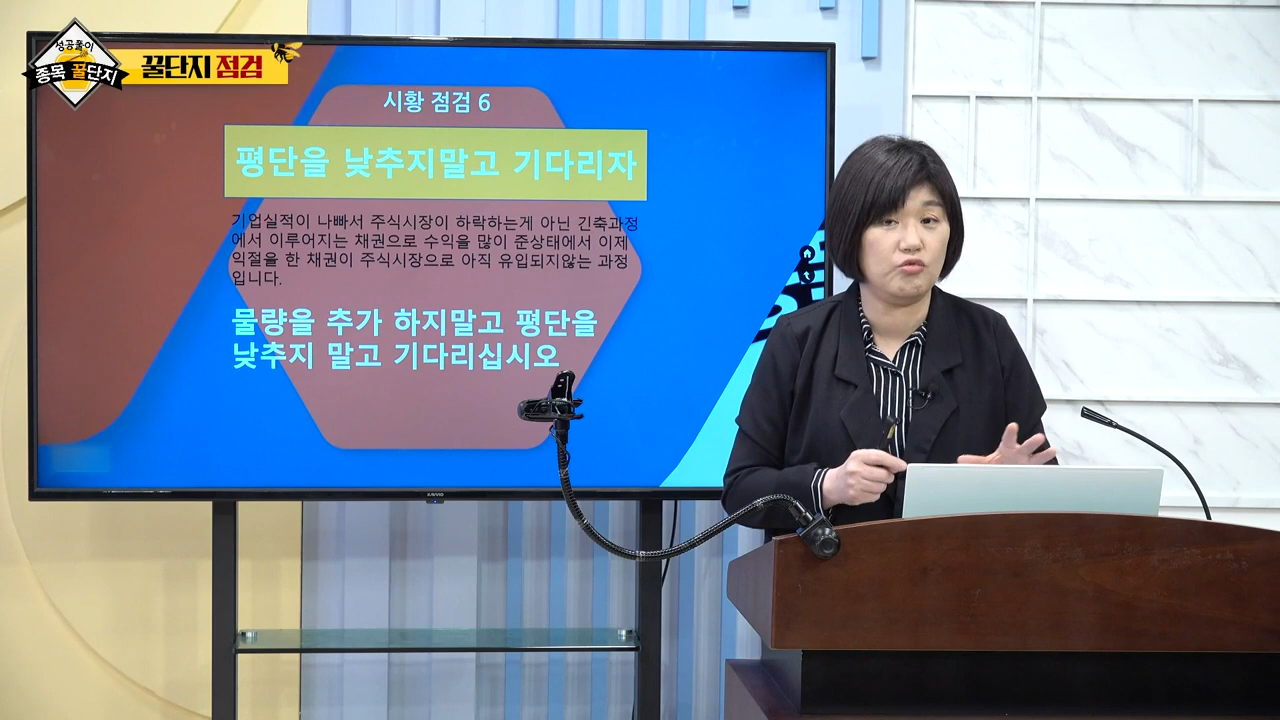 성공풀이
종목 꿀단지
꿀단지 점검
시황 점검 6
평단을 낮추지말고 기다리자
기업실적이 나빠서 주식시장이 하락하는게 아닌 긴축과정
에서 이루어지는 채권으로 수익을 많이 준상태에서 이제
익절을 한 채권이 주식시장으로 아직 유입되지않는 과정
입니다.
물량을 추가 하지말고 평단을
낮추지 말고 기다리십시오